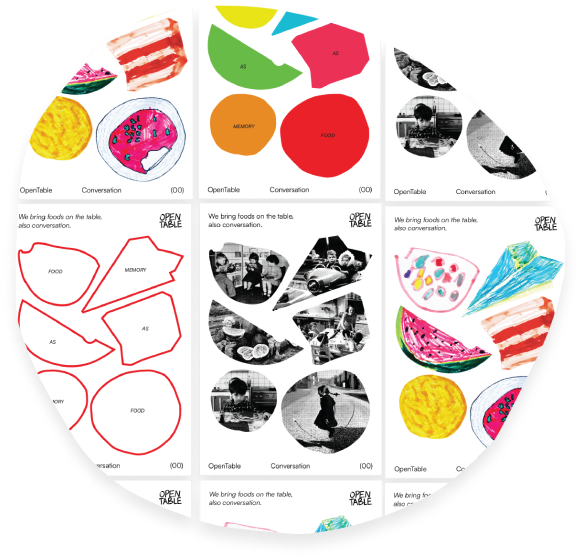 AS
AS
MEMORY
FOOD
OpenTable Conversation (00)
OpenTable Conversation (00)
OpenTable Conversation
We bring foods on the table,
also conversation.
OPEN
TABLE
We bring foods on the table,
also conversation.
OPEN
TABLE
We bring foods on the table,
also conversation.
OPEN
TABLE
FOOD
MEMORY
AS
AS
FOOD
(00)
OpenTable Conversation (00)
OpenTable
OPEN
TABLE
We bring foods on the table,
also conversation.
OPEN
TABLE
We bring
also